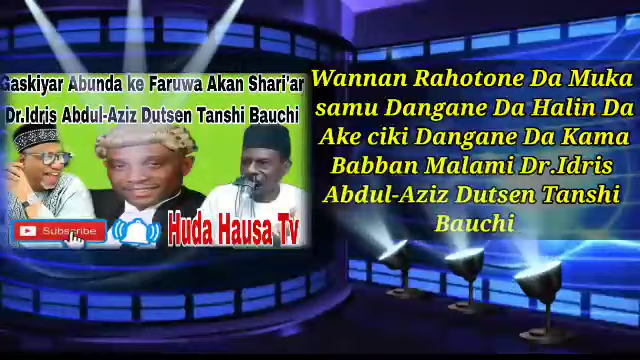 Gaskiyar Abunda ke Faruwa Akan Shari'ar
Dr.Idris Abdul-Aziz Dutsen Tanshi Bauchi
Subscribe
Huda Hausa Tv
Wannan Rahotone Da Muka
samu Dangane Da Halin Da
Ake ciki Dangane Da Kama
Babban Malami Dr.Idris
Abdul-Aziz Dutsen Tanshi
Bauchi